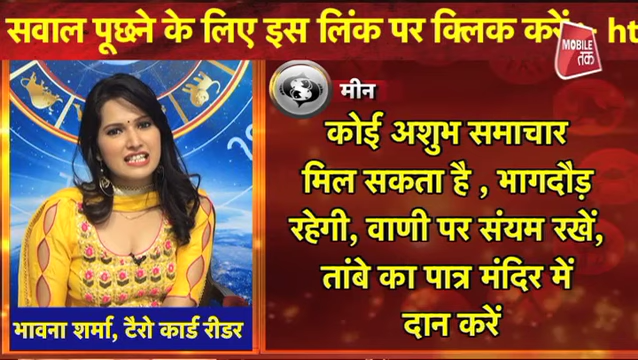 सवाल पूछने के लिए इस लिंक पर क्लिक करें - ht
MOBILE
तक
मीन
कोई अशुभ समाचार
मिल सकता है , भागदौड़
रहेगी, वाणी पर संयम रखें,
तांबे का पात्र मंदिर में
दान करें
भावना शर्मा, टैरो कार्ड रीडर